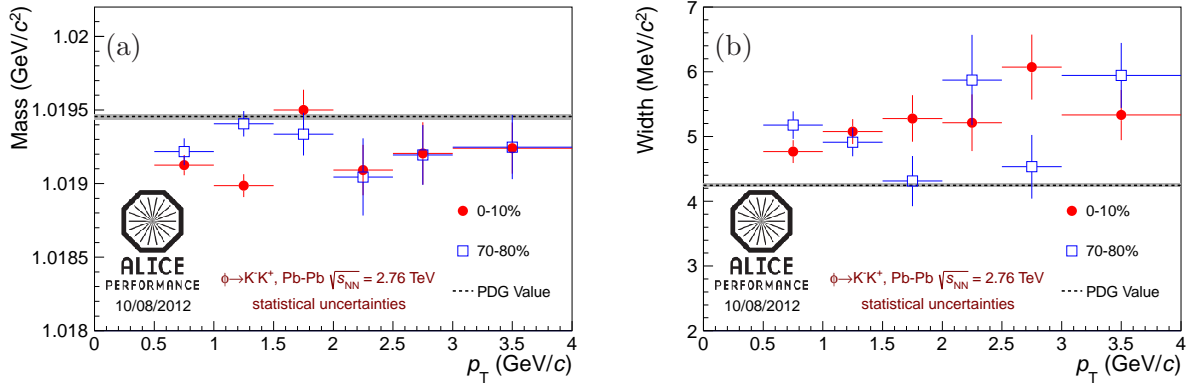 (a)
Mass (GeV/c²)
1.02
1.0195
1.019
1.0185
1.018
0-10%
70-80%
PDG Value
ALICE
PERFORMANCE
10/08/2012
ϕ→K⁻K⁺, Pb-Pb √s_NN = 2.76 TeV
statistical uncertainties
0 0.5 1 1.5 2 2.5 3 3.5 4
p_T (GeV/c)
(b)
Width (MeV/c²)
7
6
5
4
3
2
0-10%
70-80%
PDG Value
ALICE
PERFORMANCE
10/08/2012
ϕ→K⁻K⁺, Pb-Pb √s_NN = 2.76 TeV
statistical uncertainties
0 0.5 1 1.5 2 2.5 3 3.5 4
p_T (GeV/c)